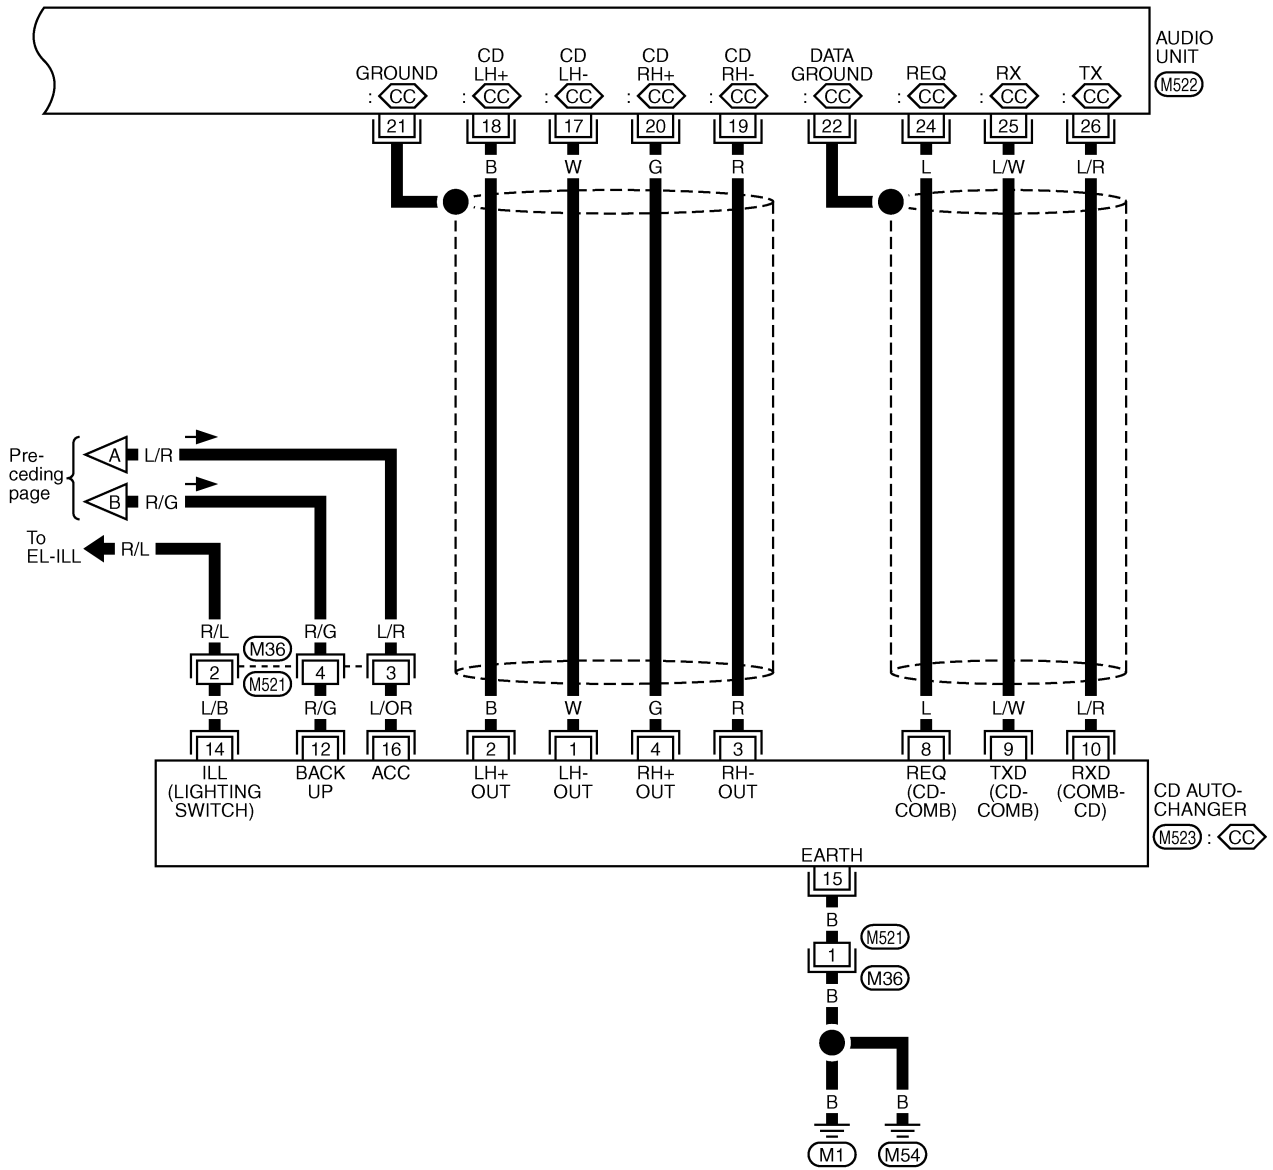 AUDIO
UNIT
M522
GROUND
CD
LH+
CD
LH-
CD
RH+
CD
RH-
DATA
GROUND
REQ
RX
TX
: CC : CC : CC : CC : CC : CC : CC : CC : CC
21 18 17 20 19 22 24 25 26
B W G R L L/W L/R
Pre-
ceding
page
A L/R
B R/G
To
EL-ILL
R/L
R/L R/G L/R
M36
2 4 3
M521
L/B R/G L/OR B W G R L L/W L/R
14 12 16 2 1 4 3 8 9 10
ILL
(LIGHTING
SWITCH)
BACK
UP
ACC
LH+
OUT
LH-
OUT
RH+
OUT
RH-
OUT
REQ
(CD-
COMB)
TXD
(CD-
COMB)
RXD
(COMB-
CD)
CD AUTO-
CHANGER
M523 : CC
EARTH
15
B
M521
1
M36
B
B B
M1 M54